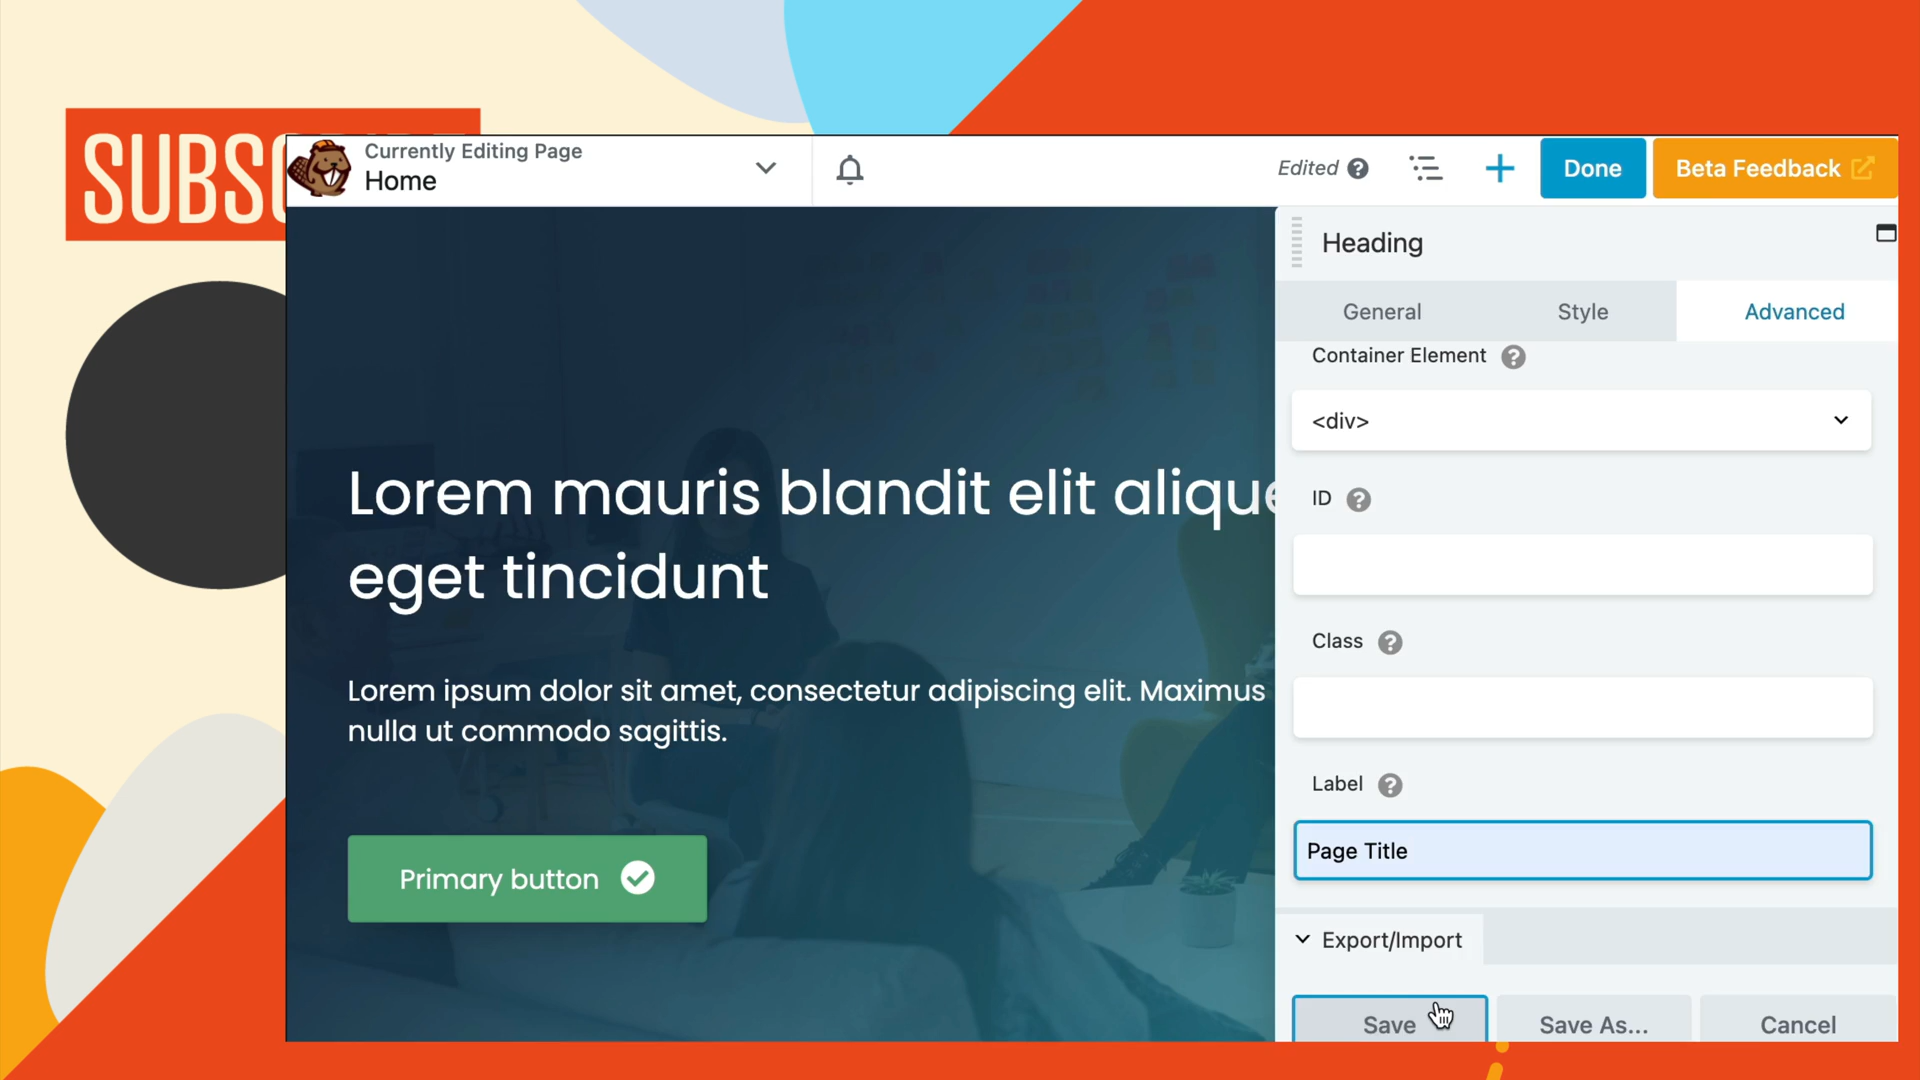 SUBSC
Currently Editing Page
Home
Edited
Done
Beta Feedback
Heading
General
Style
Advanced
Container Element
<div>
ID
Class
Label
Page Title
Export/Import
Save
Save As...
Cancel
Lorem mauris blandit elit alique
eget tincidunt
Lorem ipsum dolor sit amet, consectetur adipiscing elit. Maximus
nulla ut commodo sagittis.
Primary button